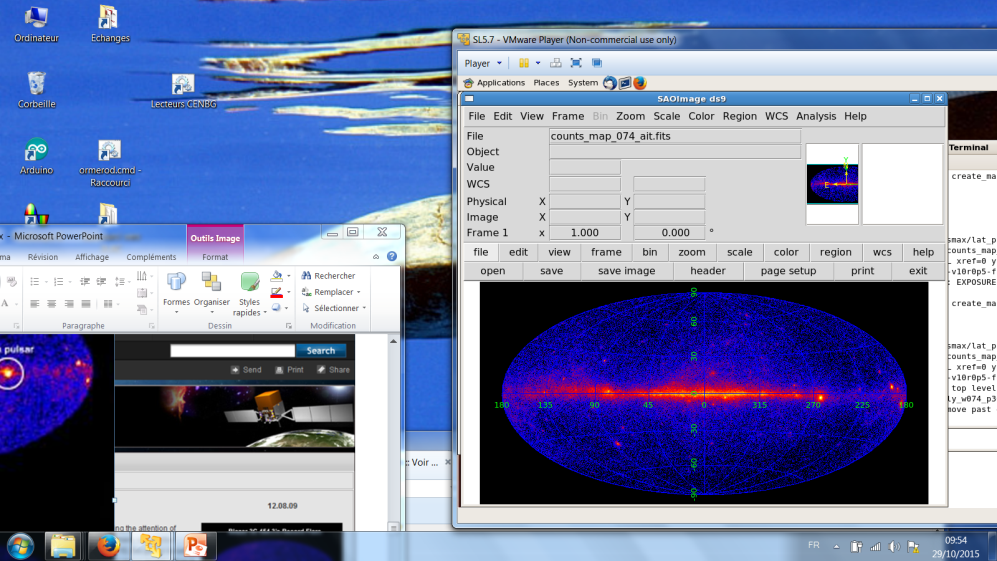 Ordinateur
Echanges
Corbeille
Lecteurs CENBG
Arduino
ormerod.cmd -
Raccourci
SL5.7 - VMware Player (Non-commercial use only)
Player
Applications Places System
SAOImage ds9
File Edit View Frame Bin Zoom Scale Color Region WCS Analysis Help
File counts_map_074_ait.fits
Object
Value
WCS
Physical X Y
Image X Y
Frame 1 x 1.000 0.000 °
Y
E
file edit view frame bin zoom scale color region wcs help
open save save image header page setup print exit
90
60
30
180 135 90 45 0 315 270 225 180
-30
-60
-90
Terminal
create_ma
smax/lat_p
counts_map
xref=0 y
-v10r0p5-f
: EXPOSURE
create_ma
smax/lat_p
counts_map
xref=0 y
-v10r0p5-f
top level
ly_w074_p3
move past
- Microsoft PowerPoint
Outils Image
Révision Affichage Compléments Format
Formes Organiser Styles
rapides
Rechercher
Remplacer
Sélectionner
Paragraphe Dessin Modification
pulsar
Search
Send Print Share
12.08.09
ng the attention of
:: Voir ...
FR
09:54
29/10/2015